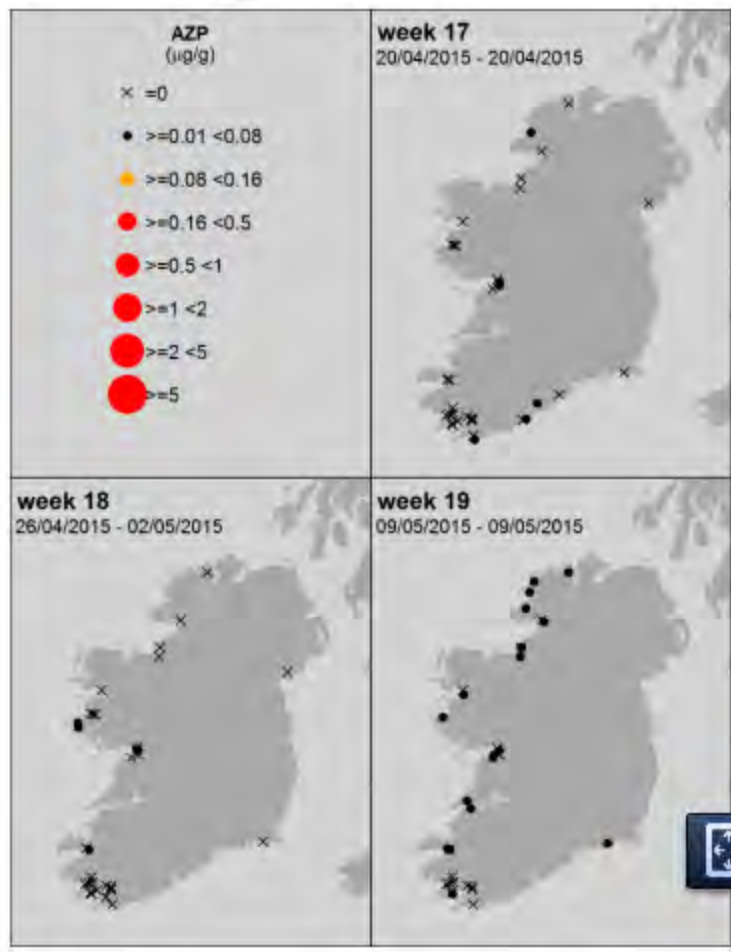 AZP
(µg/g)
× =0
>=0.01 <0.08
>=0.08 <0.16
>=0.16 <0.5
>=0.5 <1
>=1 <2
>=2 <5
>=5
week 17
20/04/2015 - 20/04/2015
week 18
26/04/2015 - 02/05/2015
week 19
09/05/2015 - 09/05/2015